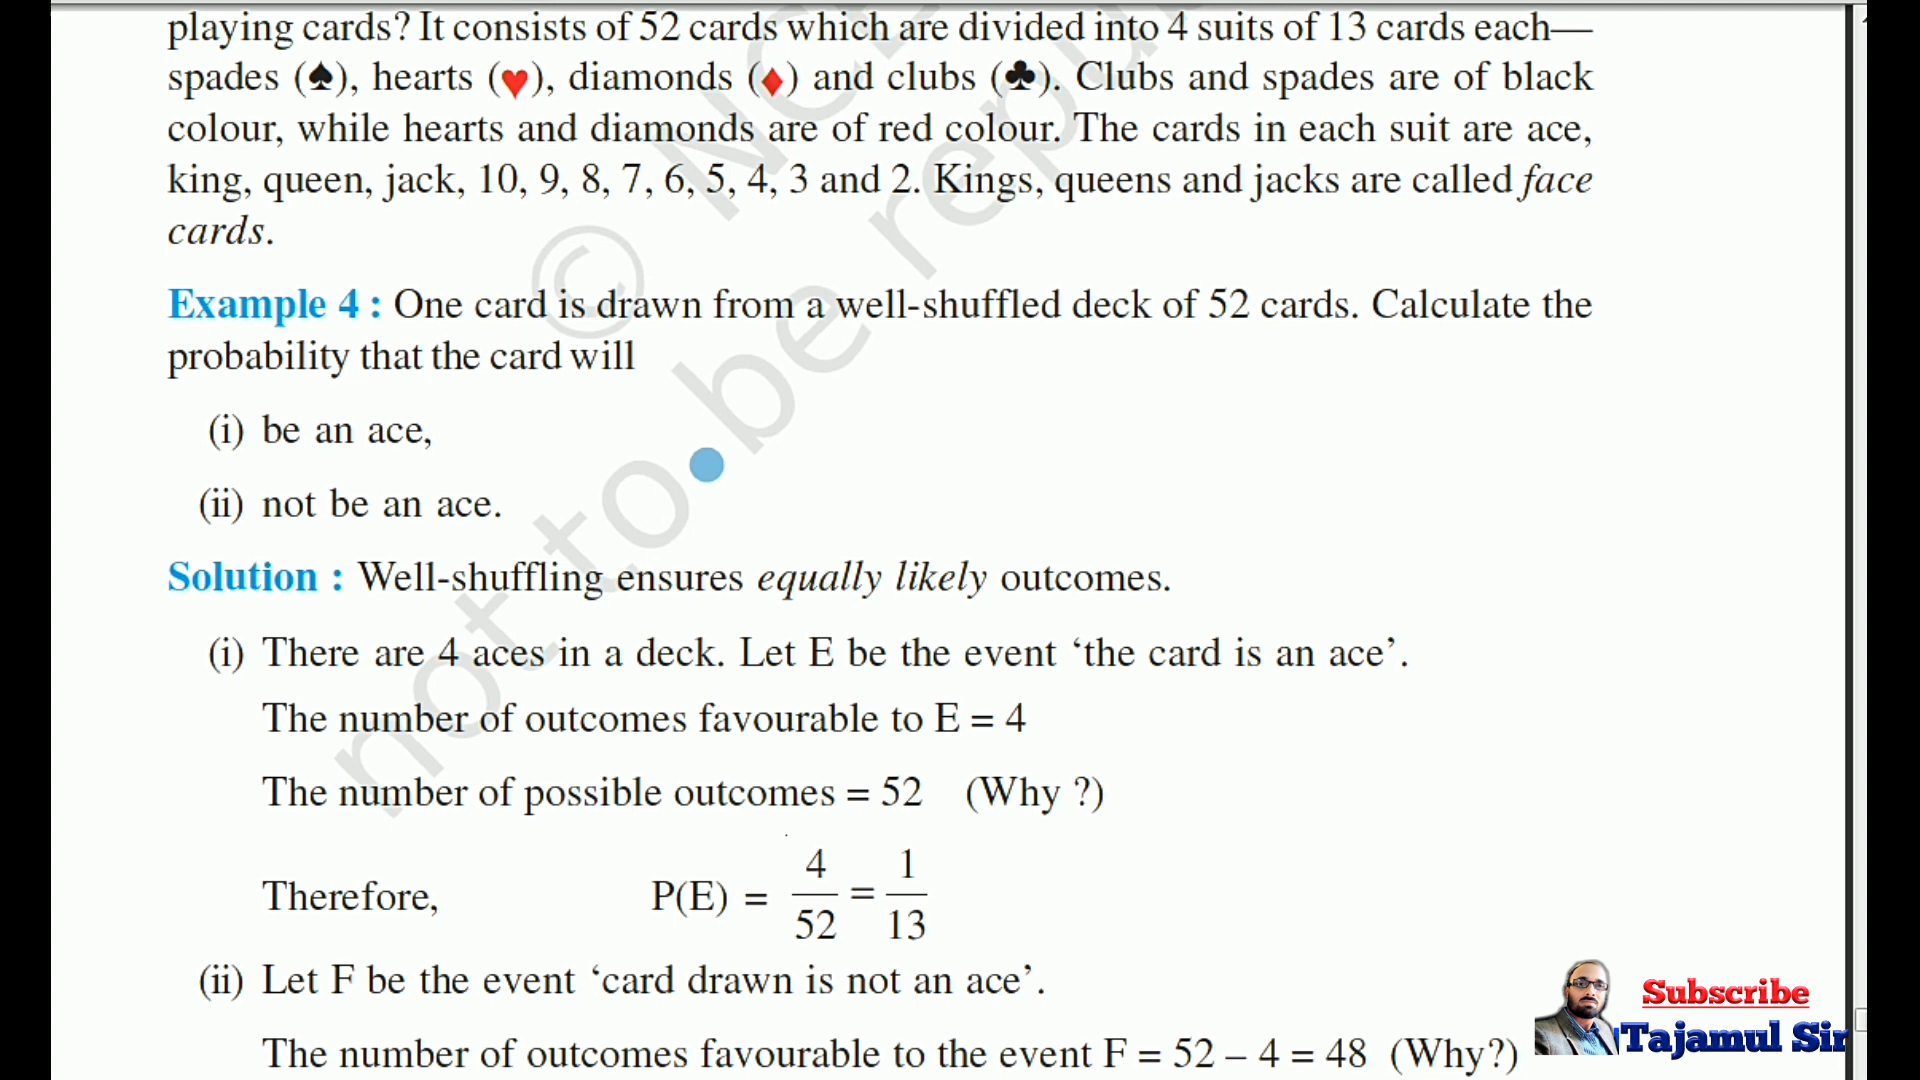 playing cards? It consists of 52 cards which are divided into 4 suits of 13 cards each—
spades (♠), hearts (♥), diamonds (♦) and clubs (♣). Clubs and spades are of black
colour, while hearts and diamonds are of red colour. The cards in each suit are ace,
king, queen, jack, 10, 9, 8, 7, 6, 5, 4, 3 and 2. Kings, queens and jacks are called face
cards.
Example 4 : One card is drawn from a well-shuffled deck of 52 cards. Calculate the
probability that the card will
(i) be an ace,
(ii) not be an ace.
Solution : Well-shuffling ensures equally likely outcomes.
(i) There are 4 aces in a deck. Let E be the event ‘the card is an ace’.
The number of outcomes favourable to E = 4
The number of possible outcomes = 52 (Why ?)
Therefore, P(E) = 4/52 = 1/13
(ii) Let F be the event ‘card drawn is not an ace’.
The number of outcomes favourable to the event F = 52 – 4 = 48 (Why?)
Subscribe
Tajamul Sir
© NC
not to be repu